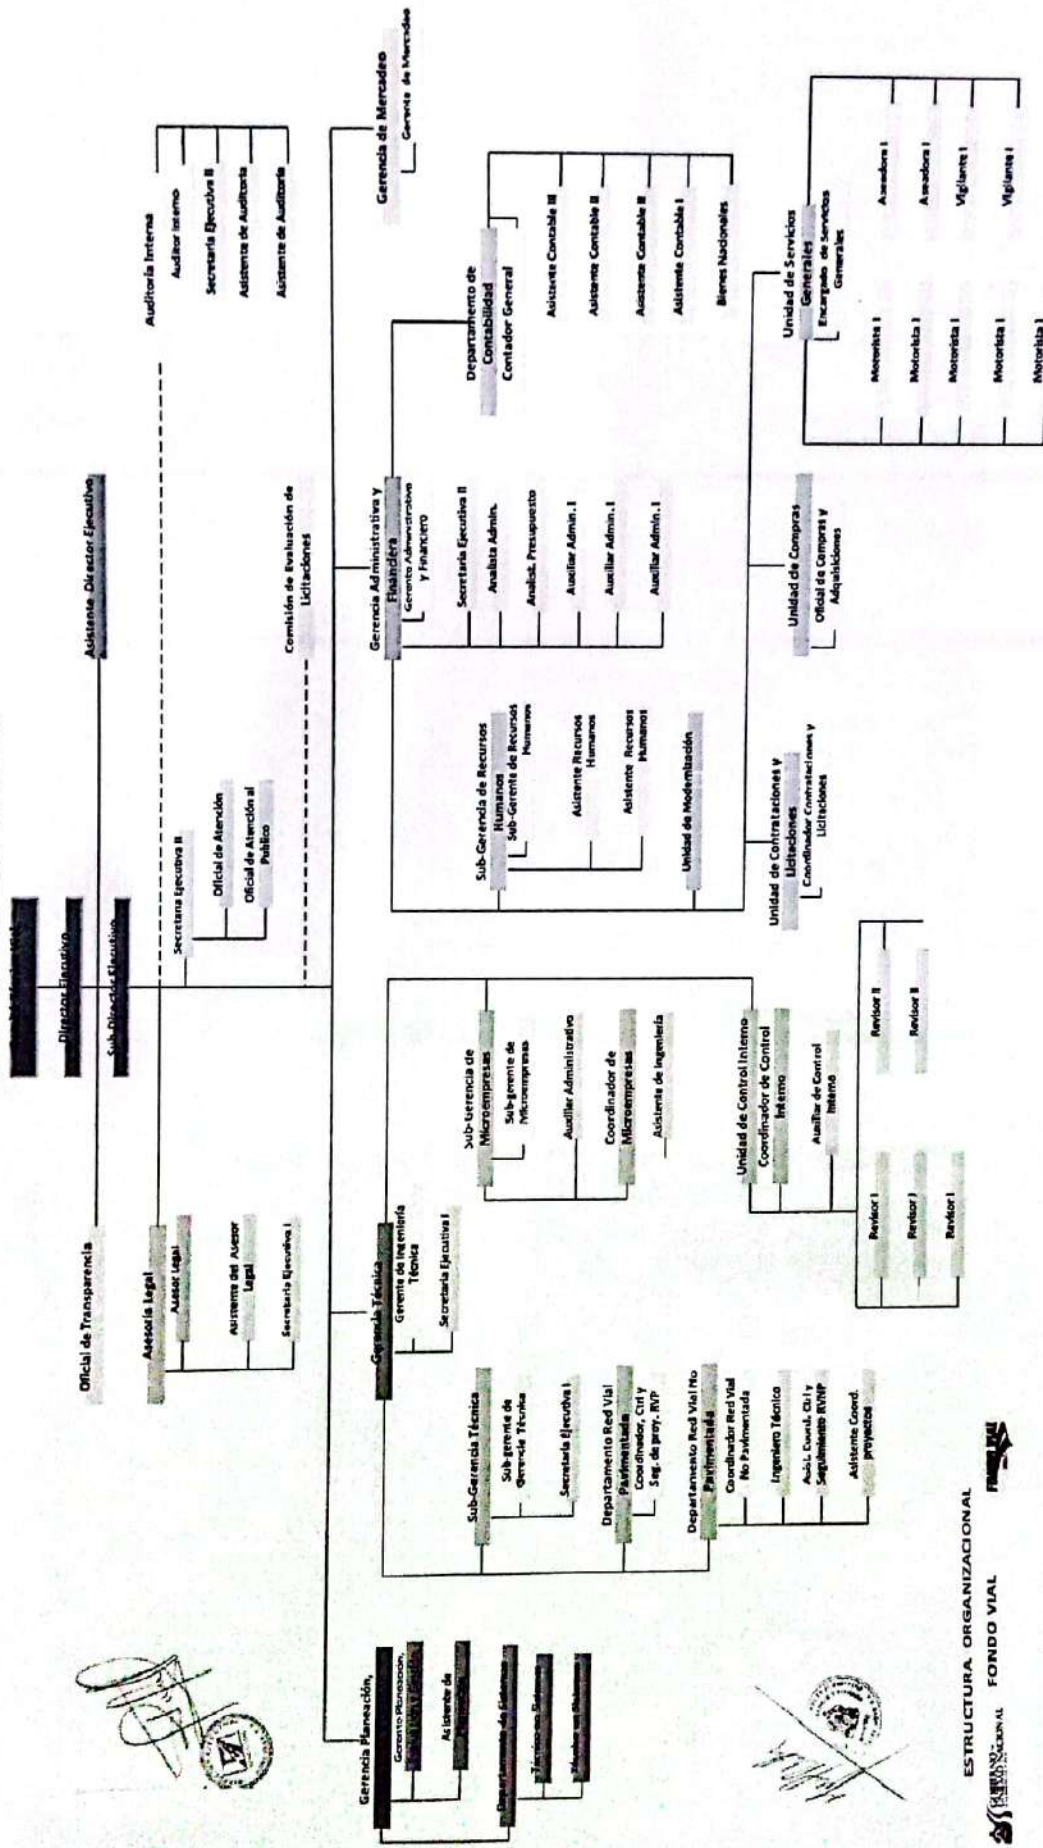 Director Ejecutivo
Sub-Director Ejecutivo
Asistente Director Ejecutivo
Oficial de Transparencia
Asesoría Legal
Asesor Legal
Asistente del Asesor
Legal
Secretaria Ejecutiva I
Secretaria Ejecutiva II
Oficial de Atención
Oficial de Atención al
Publico
Auditoría Interna
Auditor Interno
Secretaria Ejecutiva II
Asistente de Auditoría
Asistente de Auditoría
Comisión de Evaluación de
Licitaciones
Gerencia Planeación,
Gerente Planeación,
Asistente de
Departamento de Sistemas
Gerencia Técnica
Gerente de Ingeniería
Técnica
Secretaria Ejecutiva I
Sub-Gerencia Técnica
Sub-gerente de
Gerencia Técnica
Secretaria Ejecutiva I
Departamento Red Vial
Pavimentada
Coordinador, Ctrl y
Seg. de proy. RVP
Departamento Red Vial No
Pavimentada
Coordinador Red Vial
No Pavimentada
Ingeniero Técnico
Asist. Coord. Ctrl y
Seguimiento RVNP
Asistente Coord.
proyectos
Sub-Gerencia de
Microempresas
Sub-gerente de
Microempresas
Auxiliar Administrativo
Coordinador de
Microempresas
Asistente de Ingeniería
Unidad de Control Interno
Coordinador de Control
Interno
Auxiliar de Control
Interno
Revisor I
Revisor I
Revisor I
Revisor II
Revisor II
Gerencia Administrativa y
Financiera
Gerente Administrativo
y Financiero
Secretaria Ejecutiva II
Analista Admin.
Analist. Presupuesto
Auxiliar Admin. I
Auxiliar Admin. I
Auxiliar Admin. I
Sub-Gerencia de Recursos
Humanos
Sub-Gerente de Recursos
Humanos
Asistente Recursos
Humanos
Asistente Recursos
Humanos
Unidad de Modernización
Departamento de
Contabilidad
Contador General
Asistente Contable III
Asistente Contable II
Asistente Contable II
Asistente Contable I
Bienes Nacionales
Unidad de Contrataciones y
Licitaciones
Coordinador Contrataciones y
Licitaciones
Unidad de Compras
Oficial de Compras y
Adquisiciones
Unidad de Servicios
Generales
Encargado de Servicios
Generales
Motorista I
Motorista I
Motorista I
Motorista I
Motorista I
Aseadora I
Aseadora I
Vigilante I
Vigilante I
Gerencia de Mercadeo
Gerente de Mercadeo
ESTRUCTURA ORGANIZACIONAL
FONDO VIAL
FONDO VIAL